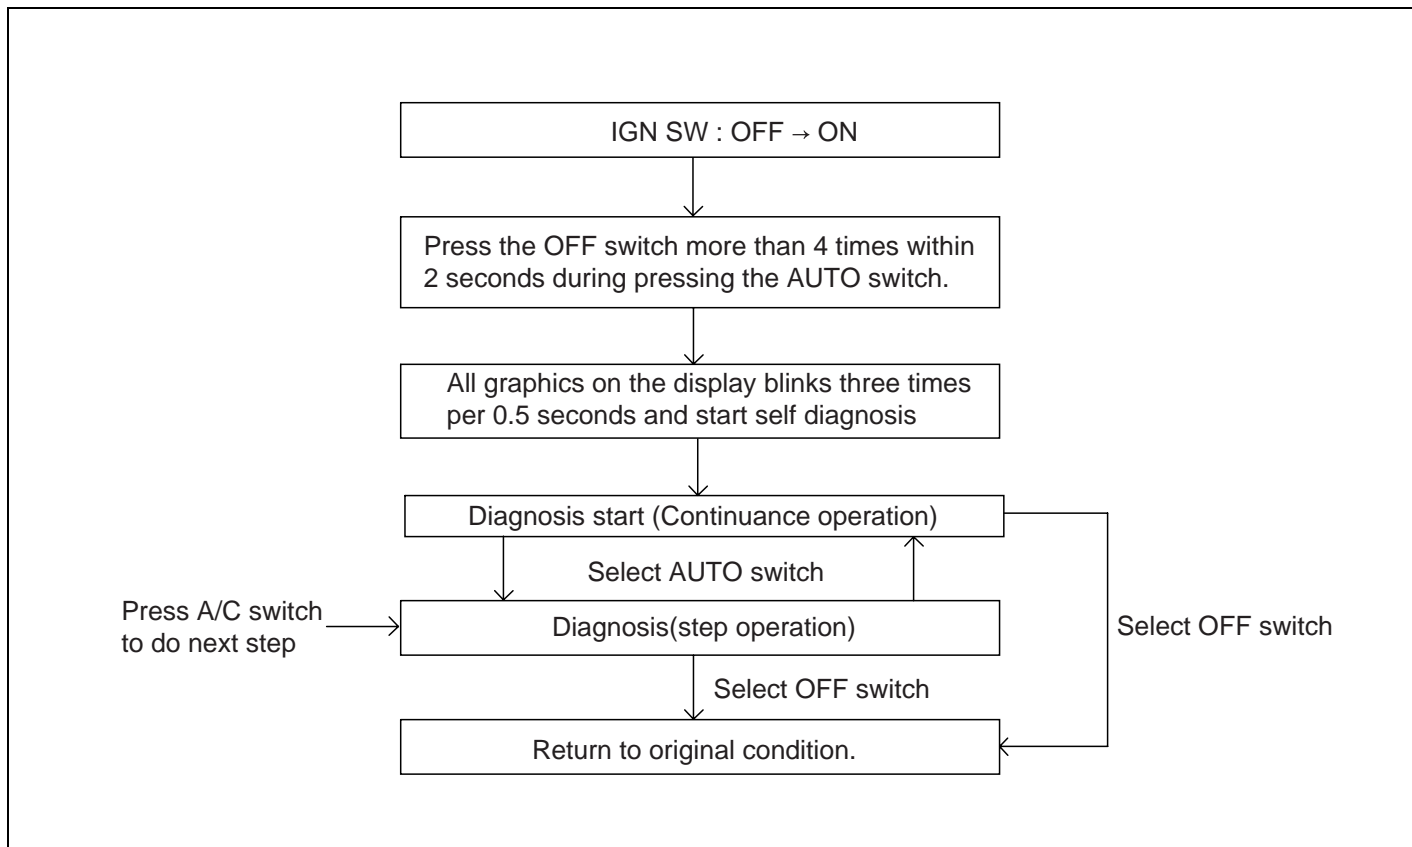 IGN SW : OFF → ON
Press the OFF switch more than 4 times within
2 seconds during pressing the AUTO switch.
All graphics on the display blinks three times
per 0.5 seconds and start self diagnosis
Diagnosis start (Continuance operation)
Select AUTO switch
Press A/C switch
to do next step
Diagnosis(step operation)
Select OFF switch
Select OFF switch
Return to original condition.